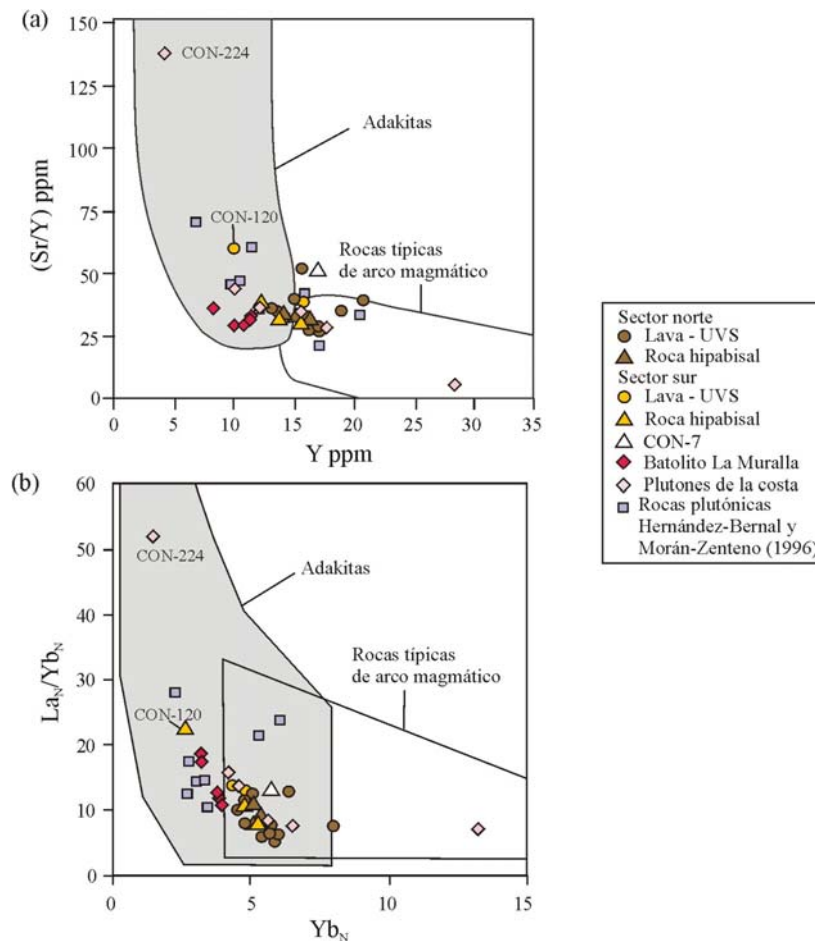 (a)
150
125
100
75
50
25
0
(Sr/Y) ppm
CON-224
Adakitas
CON-120
Rocas típicas
de arco magmático
0
5
10
15
20
25
30
35
Y ppm
Sector norte
Lava - UVS
Roca hipabisal
Sector sur
Lava - UVS
Roca hipabisal
CON-7
Batolito La Muralla
Plutones de la costa
Rocas plutónicas
Hernández-Bernal y
Morán-Zenteno (1996)
(b)
60
50
40
30
20
10
0
La_N/Yb_N
CON-224
Adakitas
Rocas típicas
de arco magmático
CON-120
0
5
10
15
Yb_N